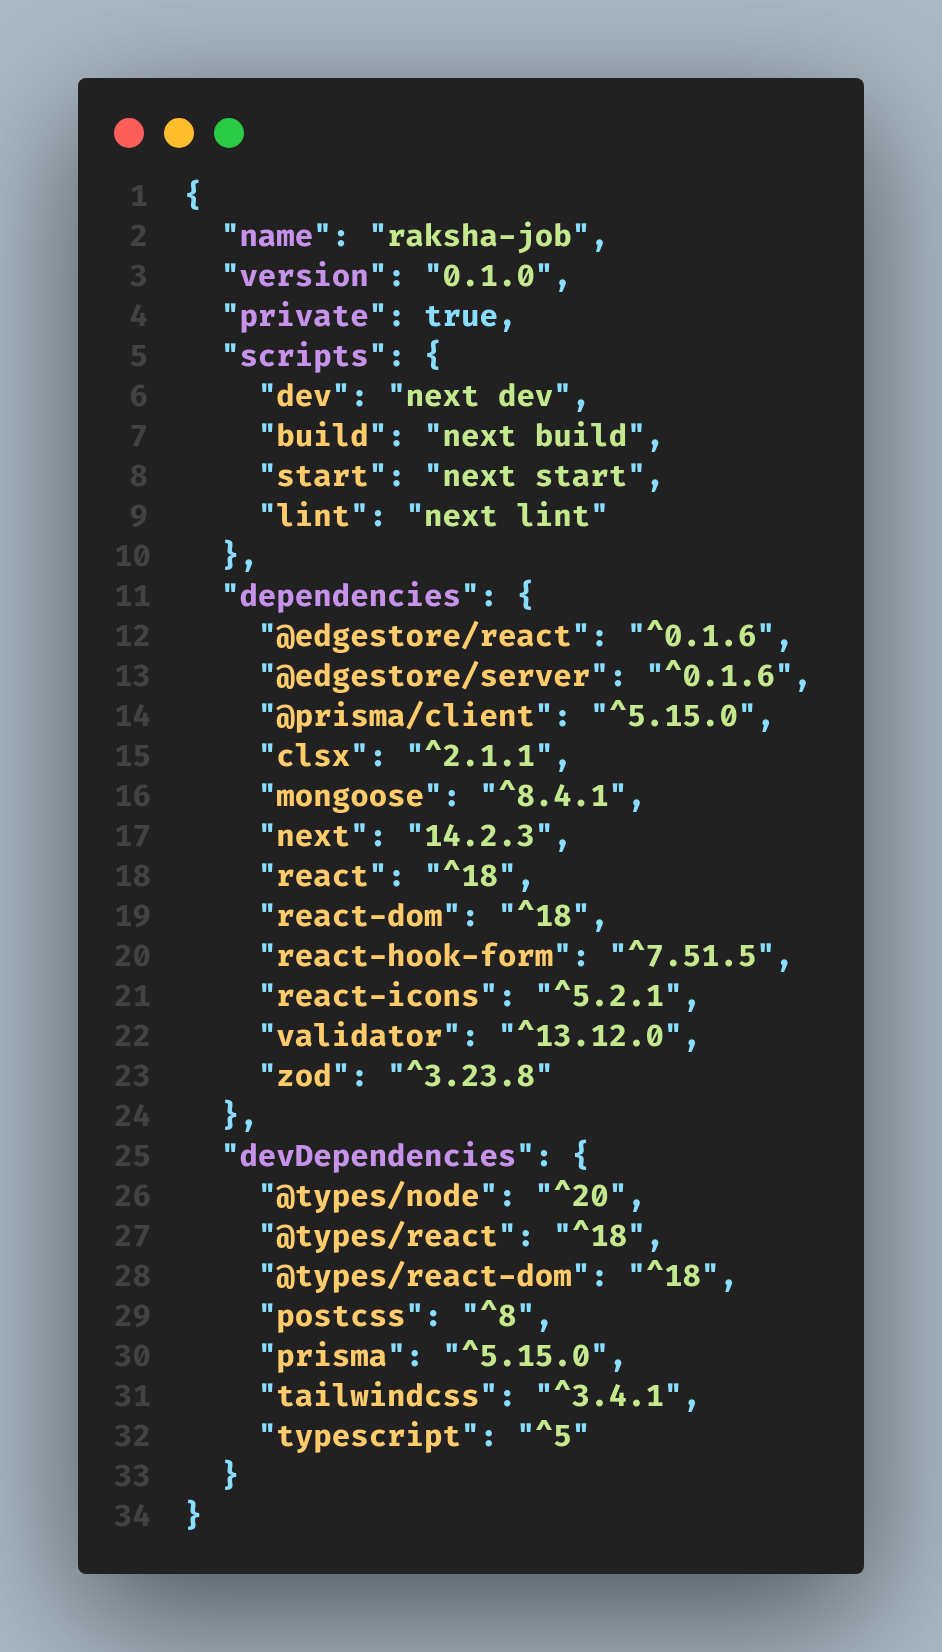 1 {
2   "name": "raksha-job",
3   "version": "0.1.0",
4   "private": true,
5   "scripts": {
6     "dev": "next dev",
7     "build": "next build",
8     "start": "next start",
9     "lint": "next lint"
10   },
11   "dependencies": {
12     "@edgestore/react": "^0.1.6",
13     "@edgestore/server": "^0.1.6",
14     "@prisma/client": "^5.15.0",
15     "clsx": "^2.1.1",
16     "mongoose": "^8.4.1",
17     "next": "14.2.3",
18     "react": "^18",
19     "react-dom": "^18",
20     "react-hook-form": "^7.51.5",
21     "react-icons": "^5.2.1",
22     "validator": "^13.12.0",
23     "zod": "^3.23.8"
24   },
25   "devDependencies": {
26     "@types/node": "^20",
27     "@types/react": "^18",
28     "@types/react-dom": "^18",
29     "postcss": "^8",
30     "prisma": "^5.15.0",
31     "tailwindcss": "^3.4.1",
32     "typescript": "^5"
33   }
34 }